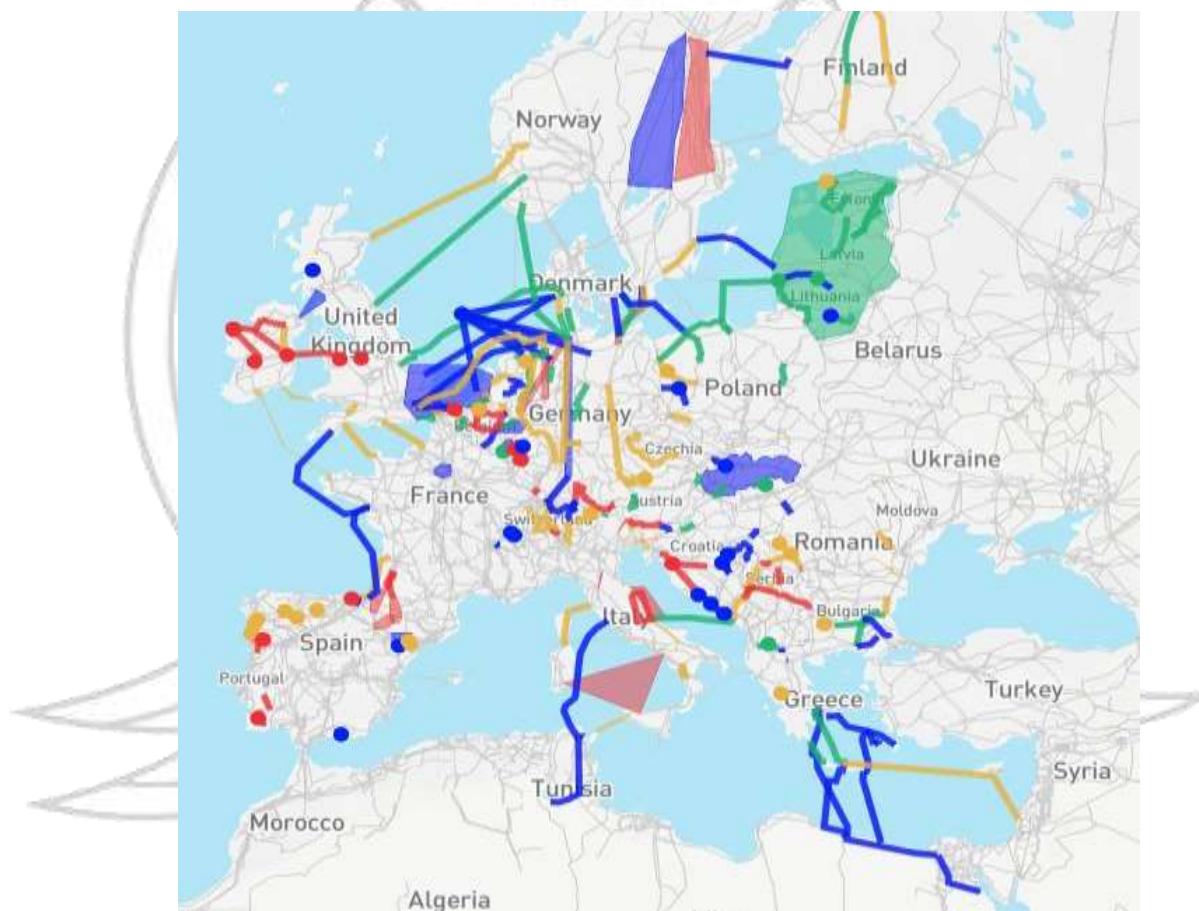 Finland
Norway
Estonia
Latvia
Denmark
Lithuania
United
Kingdom
Belarus
Poland
Germany
Czechia
Ukraine
France
Austria
Moldova
Switzerland
Croatia
Romania
Serbia
Bulgaria
Italy
Spain
Portugal
Greece
Turkey
Syria
Tunisia
Morocco
Algeria